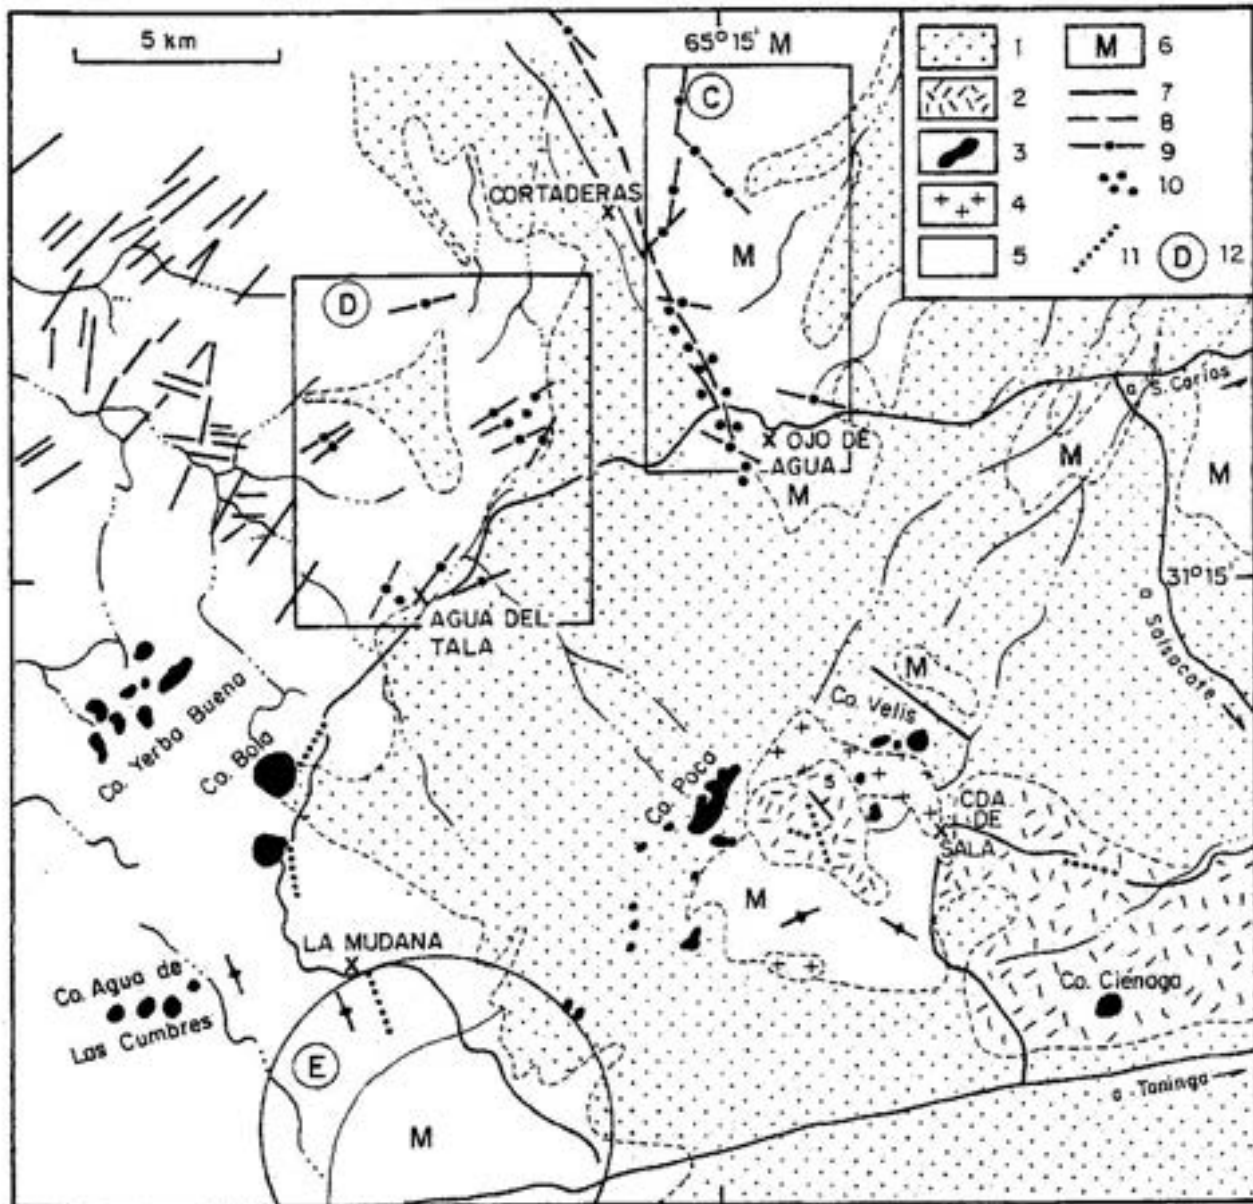 5 km
65° 15' M
C
CORTADERAS
M
D
1
2
3
4
5
M 6
7
8
9
10
11
D 12
a S. Carlos
OJO DE
AGUA
M
M
M
31° 15'
a Salsacate
AGUA DEL
TALA
Co. Yerba Buena
Co. Bola
M
Co. Velis
Co. Poca
5
CDA.
DE
SALA
M
LA MUDANA
Co. Agua de
Las Cumbres
Co. Ciénaga
E
M
a Taninga